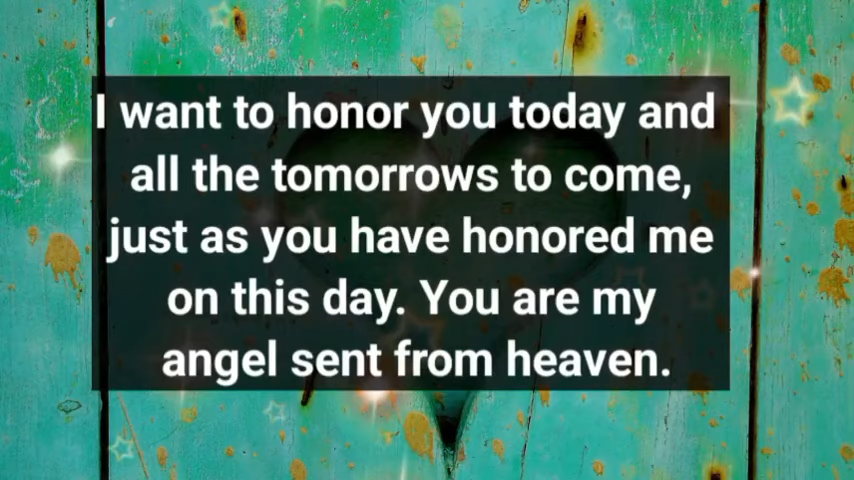 I want to honor you today and
all the tomorrows to come,
just as you have honored me
on this day. You are my
angel sent from heaven.